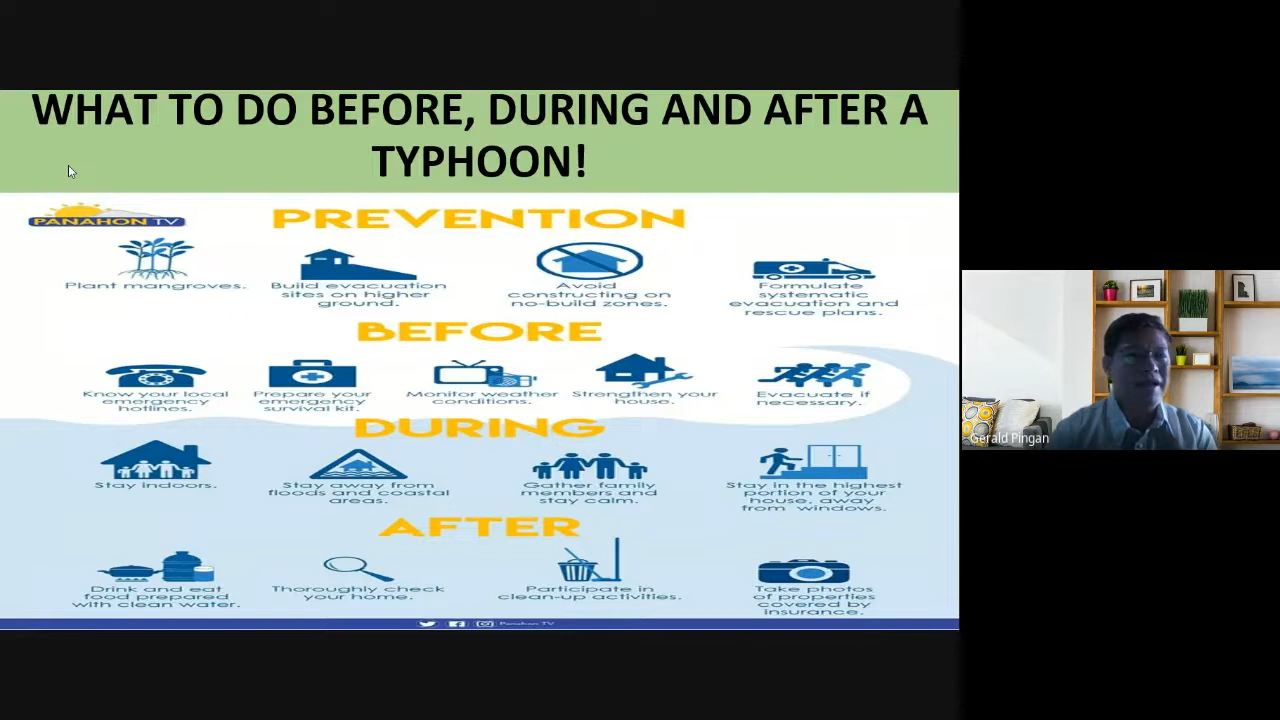 WHAT TO DO BEFORE, DURING AND AFTER A
TYPHOON!
PANAHON TV
PREVENTION
Plant mangroves.
Build evacuation
sites on higher
ground.
Avoid
constructing on
no-build zones.
Formulate
systematic
evacuation and
rescue plans.
BEFORE
Know your local
emergency
hotlines.
Prepare your
emergency
survival kit.
Monitor weather
conditions.
Strengthen your
house.
Evacuate if
necessary.
DURING
Stay indoors.
Stay away from
floods and coastal
areas.
Gather family
members and
stay calm.
Stay in the highest
portion of your
house, away
from windows.
AFTER
Drink and eat
food prepared
with clean water.
Thoroughly check
your home.
Participate in
clean-up activities.
Take photos
of properties
covered by
insurance.
Panahon TV
Gerald Pingan